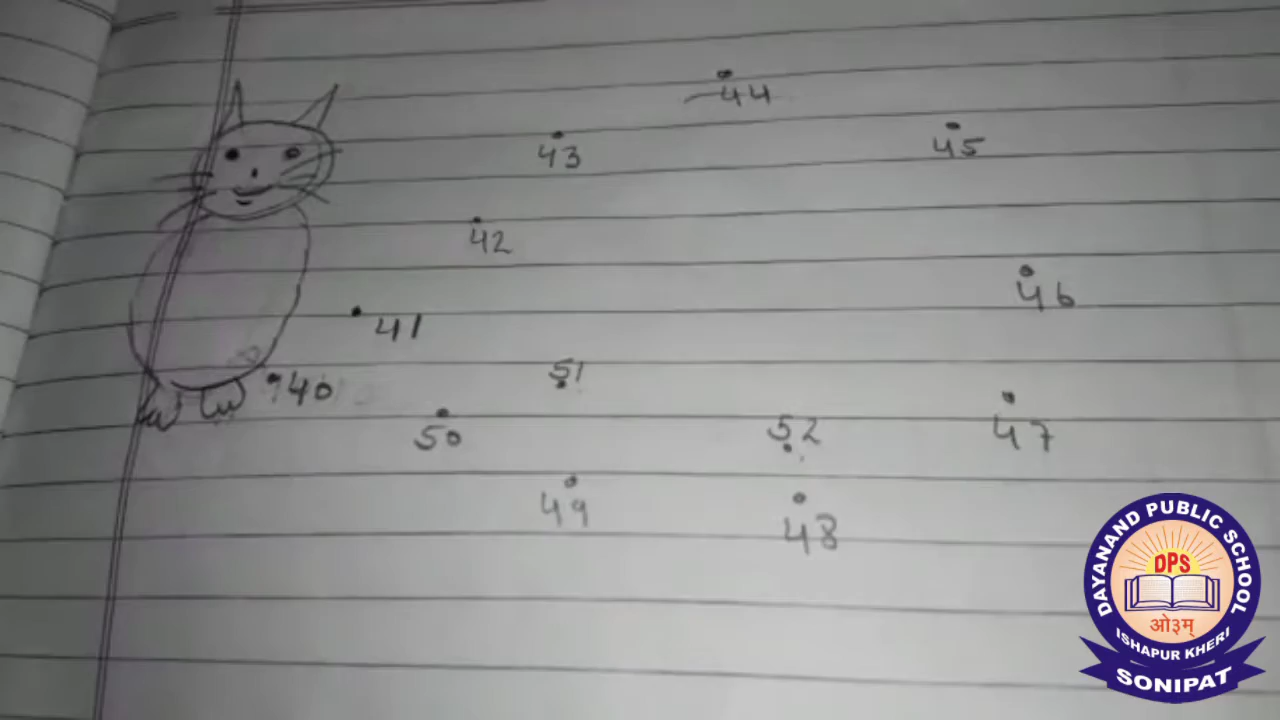 44
43
45
42
46
41
51
40
50
52
47
49
48
DAYANAND PUBLIC SCHOOL
DPS
ओ३म्
ISHAPUR KHERI
SONIPAT